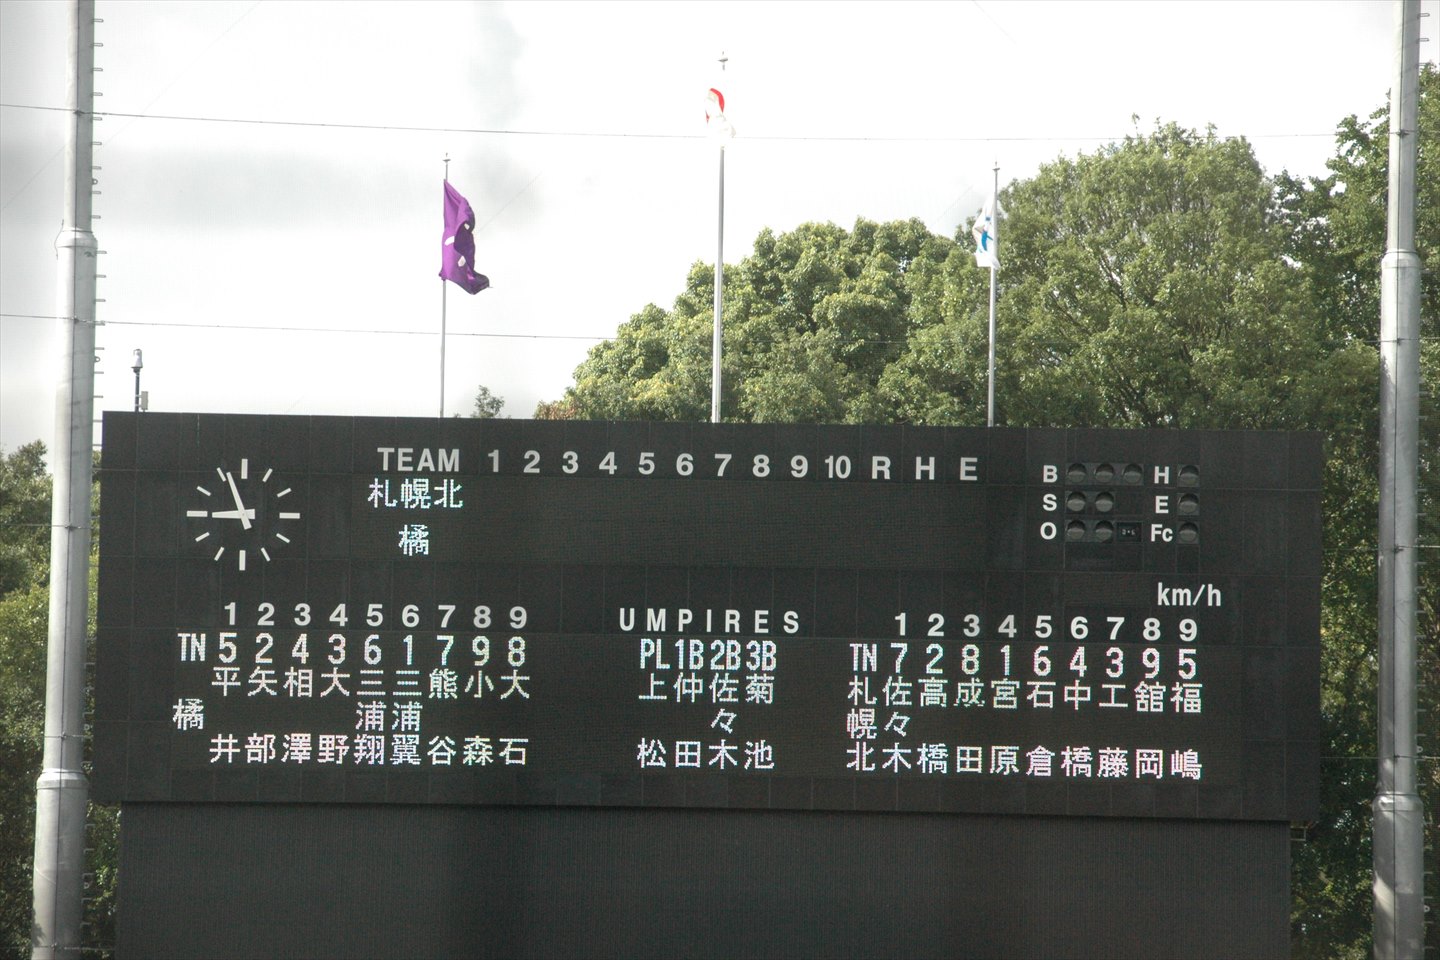 TEAM 1 2 3 4 5 6 7 8 9 10 R H E
札幌北
橘
B H
S E
O Fc
km/h
1 2 3 4 5 6 7 8 9
TN 5 2 4 3 6 1 7 9 8
平 矢 相 大 三 三 熊 小 大
橘 浦 浦
井 部 澤 野 翔 翼 谷 森 石
UMPIRES
PL 1B 2B 3B
上 仲 佐 菊
々
松 田 木 池
1 2 3 4 5 6 7 8 9
TN 7 2 8 1 6 4 3 9 5
札 佐 高 成 宮 石 中 工 舘 福
幌 々
北 木 橋 田 原 倉 橋 藤 岡 嶋